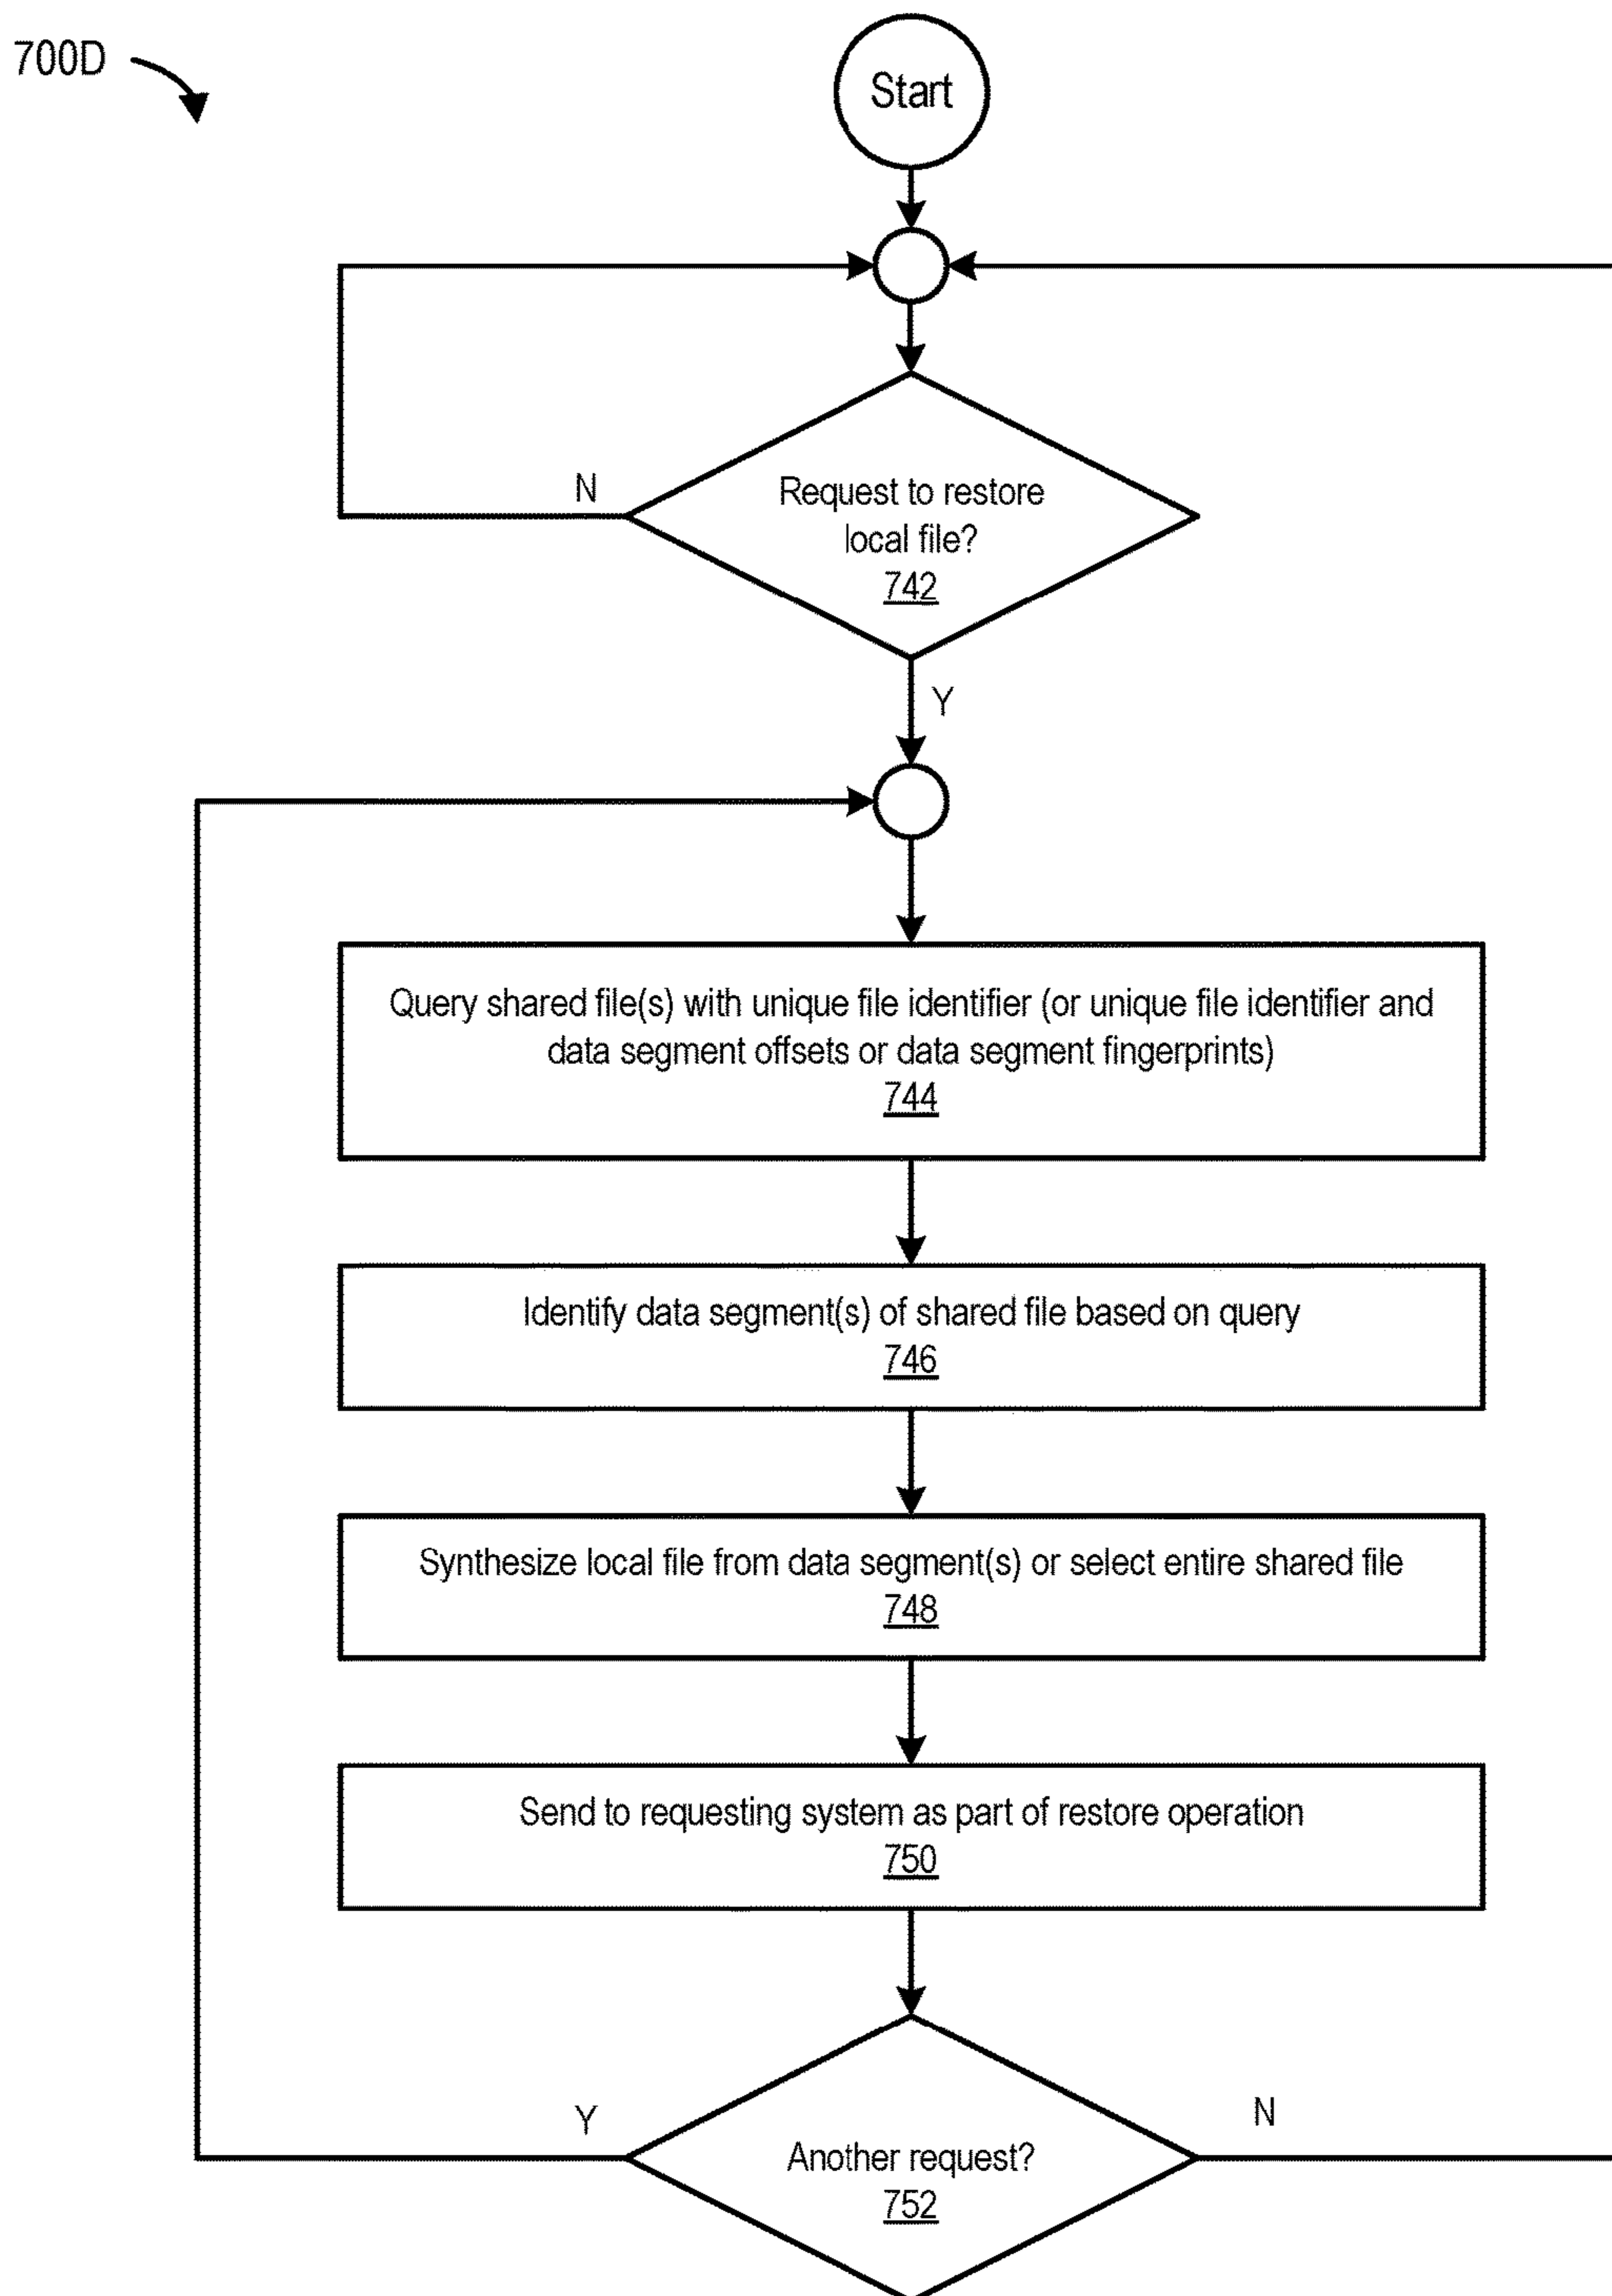 700D
Start
Request to restore
local file?
742
N
Y
Query shared file(s) with unique file identifier (or unique file identifier and
data segment offsets or data segment fingerprints)
744
Identify data segment(s) of shared file based on query
746
Synthesize local file from data segment(s) or select entire shared file
748
Send to requesting system as part of restore operation
750
Y
N
Another request?
752